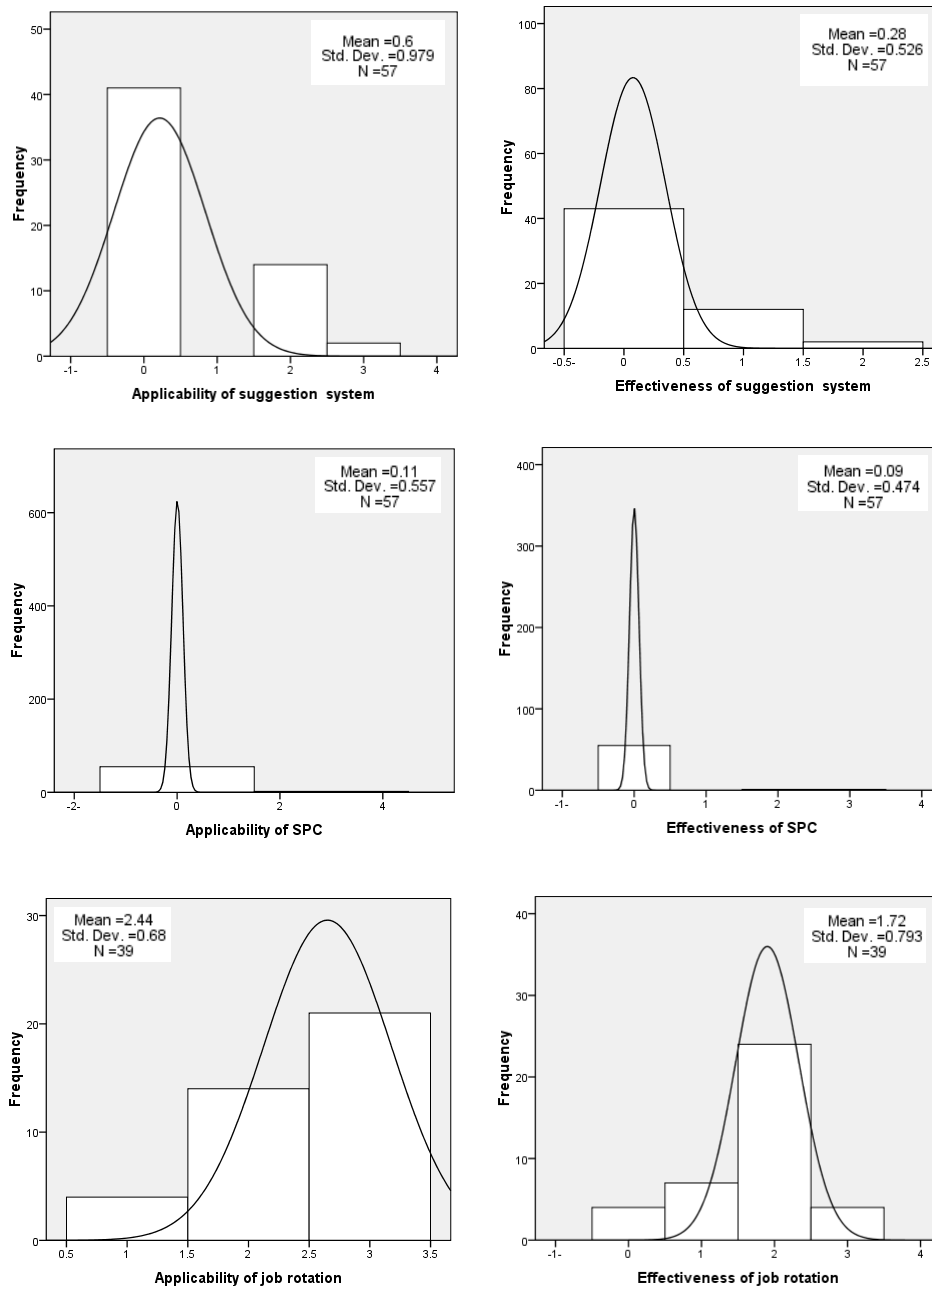 50
40
30
20
10
0
Frequency
Mean =0.6
Std. Dev. =0.979
N =57
-1-
0
1
2
3
4
Applicability of suggestion system
100
80
60
40
20
0
Frequency
Mean =0.28
Std. Dev. =0.526
N =57
-0.5-
0
0.5
1
1.5
2
2.5
Effectiveness of suggestion system
600
400
200
0
Frequency
Mean =0.11
Std. Dev. =0.557
N =57
-2-
0
2
4
Applicability of SPC
400
300
200
100
0
Frequency
Mean =0.09
Std. Dev. =0.474
N =57
-1-
0
1
2
3
4
Effectiveness of SPC
30
20
10
0
Frequency
Mean =2.44
Std. Dev. =0.68
N =39
0.5
1
1.5
2
2.5
3
3.5
Applicability of job rotation
40
30
20
10
0
Frequency
Mean =1.72
Std. Dev. =0.793
N =39
-1-
0
1
2
3
4
Effectiveness of job rotation